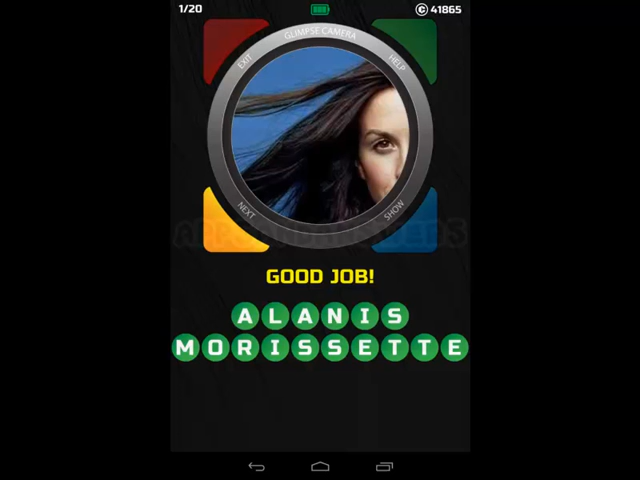 1/20
© 41865
GLIMPSE CAMERA
EXIT
HELP
NEXT
SHOW
GOOD JOB!
ALANIS
MORISSETTE